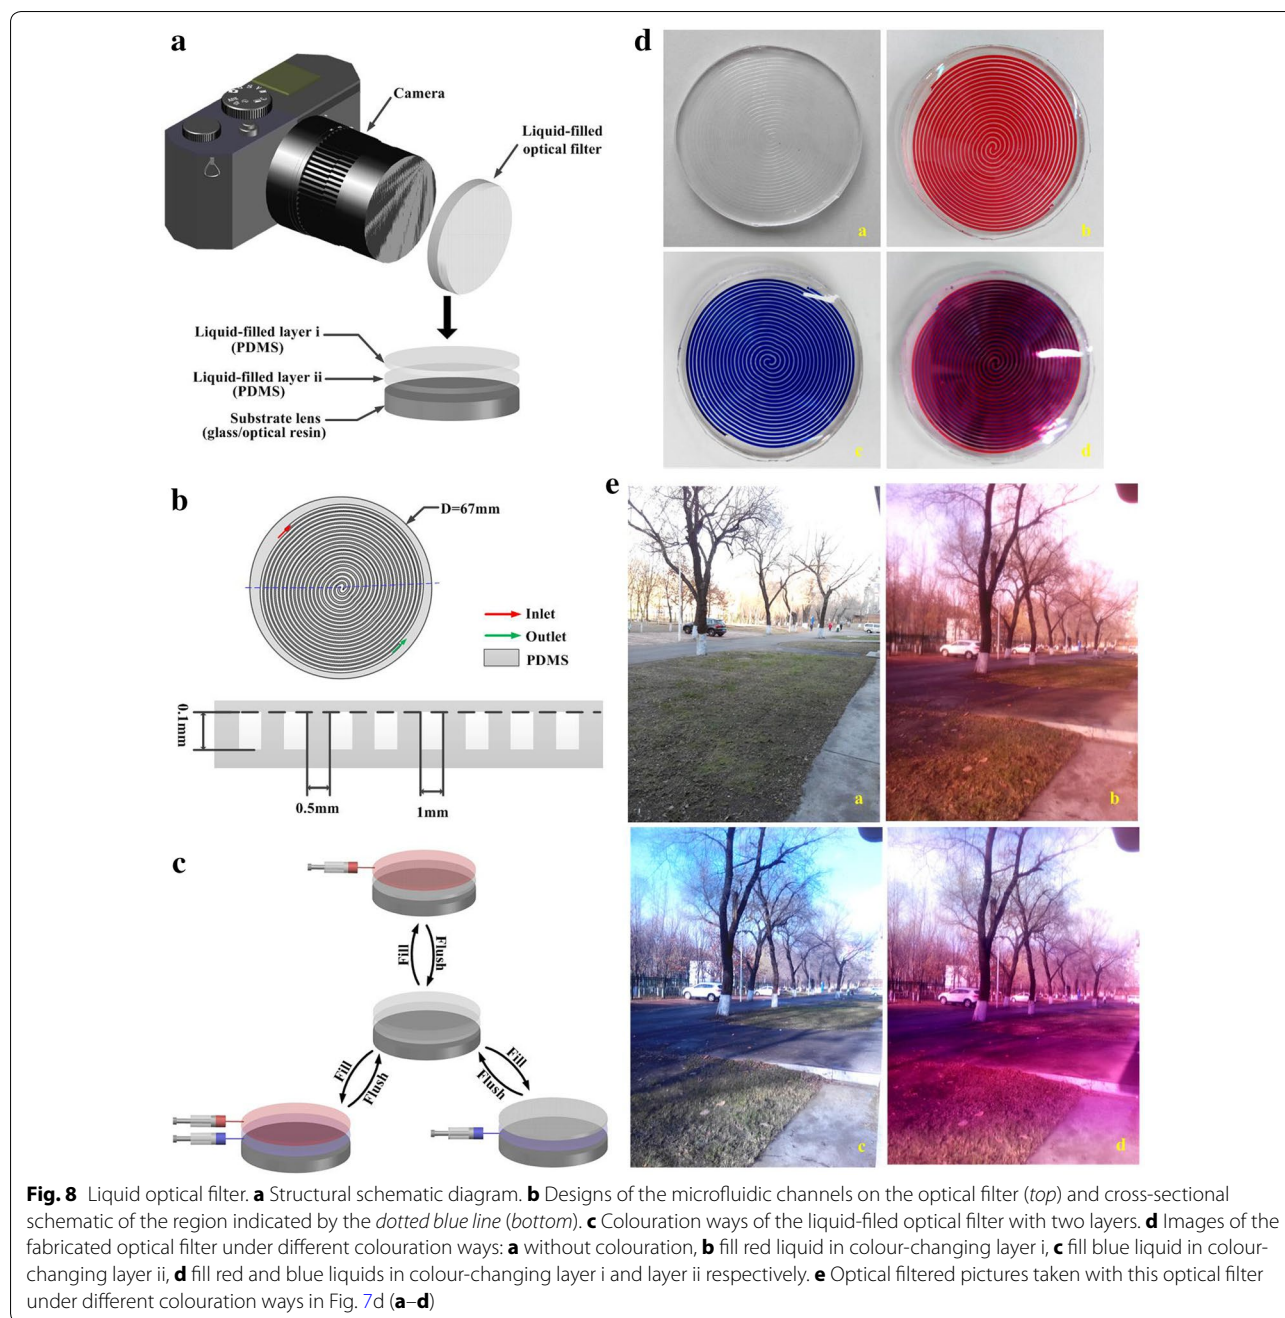 a
Camera
Liquid-filled
optical filter
Liquid-filled layer i
(PDMS)
Liquid-filled layer ii
(PDMS)
Substrate lens
(glass/optical resin)
b
D=67mm
Inlet
Outlet
PDMS
0.1mm
0.5mm
1mm
c
Fill
Flush
Fill
Flush
Fill
Flush
d
a
b
c
d
e
a
b
c
d
Fig. 8 Liquid optical filter. a Structural schematic diagram. b Designs of the microfluidic channels on the optical filter (top) and cross-sectional
schematic of the region indicated by the dotted blue line (bottom). c Colouration ways of the liquid-filed optical filter with two layers. d Images of the
fabricated optical filter under different colouration ways: a without colouration, b fill red liquid in colour-changing layer i, c fill blue liquid in colour-
changing layer ii, d fill red and blue liquids in colour-changing layer i and layer ii respectively. e Optical filtered pictures taken with this optical filter
under different colouration ways in Fig. 7d (a–d)